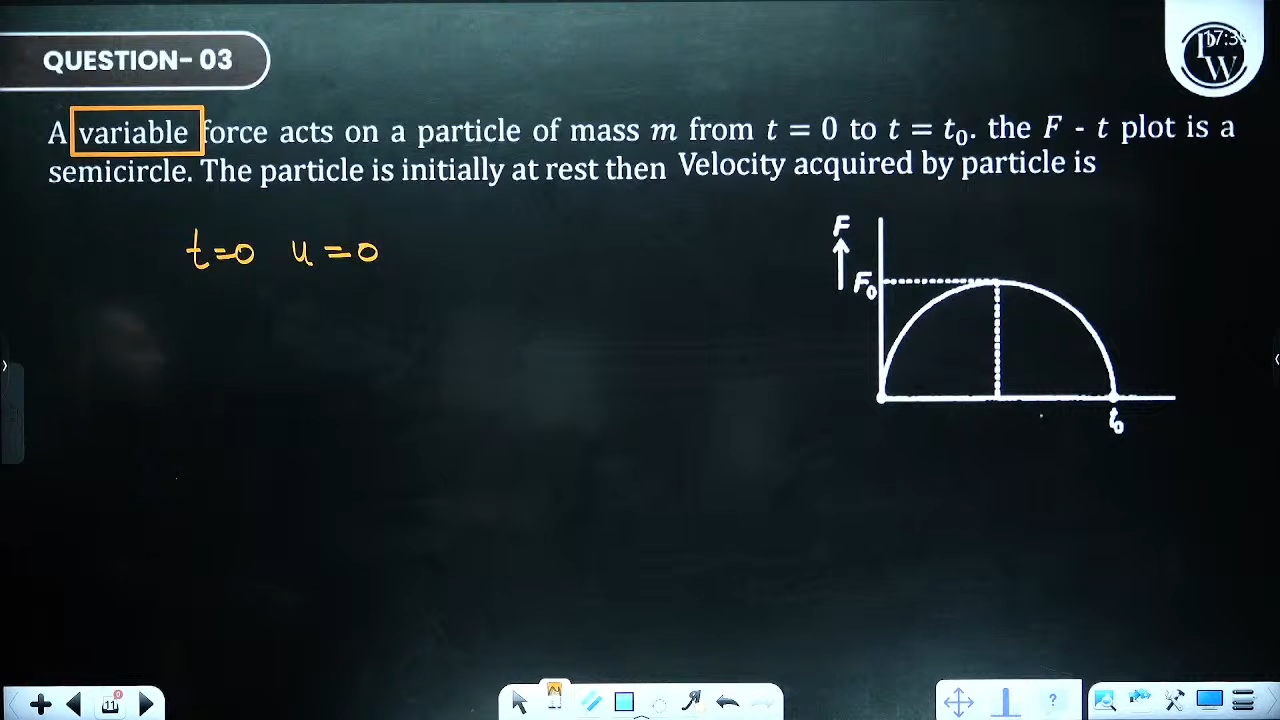 QUESTION- 03
A variable force acts on a particle of mass m from t = 0 to t = t₀. the F - t plot is a
semicircle. The particle is initially at rest then Velocity acquired by particle is
t=0 u=0
F
F₀
t₀
11